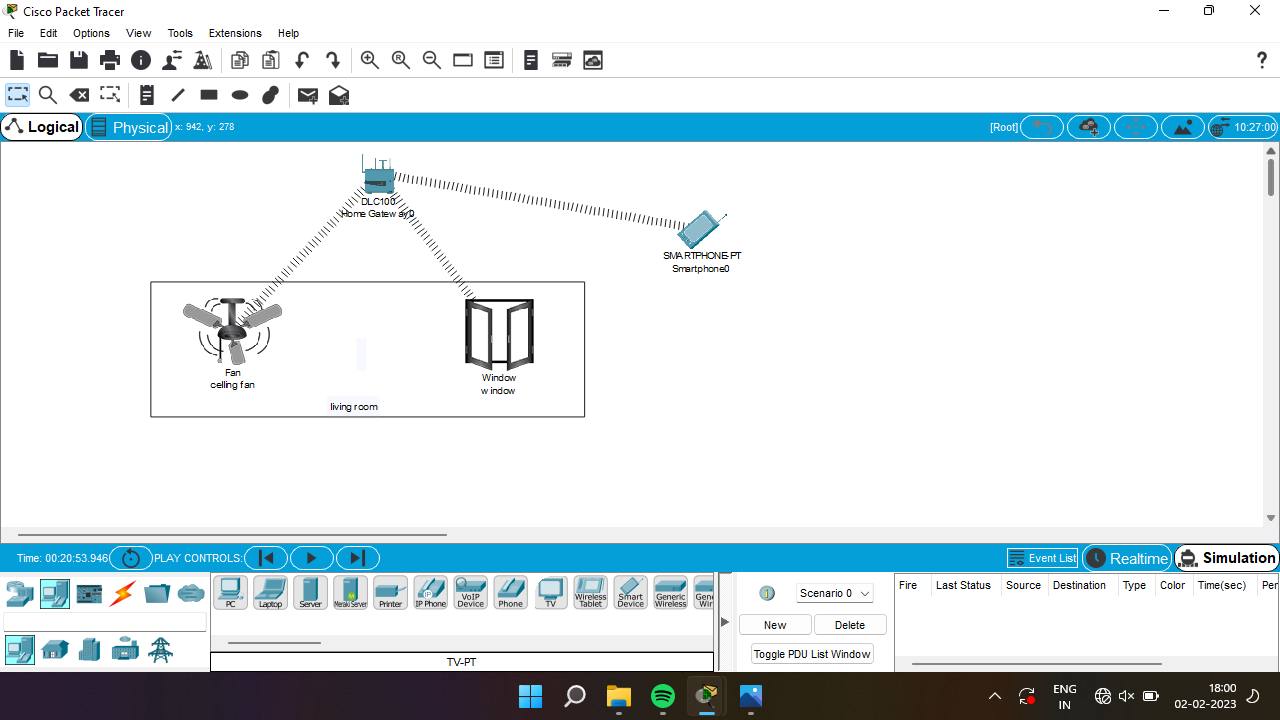 Cisco Packet Tracer
File Edit Options View Tools Extensions Help
Logical Physical x: 942, y: 278 [Root] 10:27:00
DLC100
Home Gateway0
SMARTPHONE-PT
Smartphone0
Fan
celling fan
Window
window
living room
Time: 00:20:53.946 PLAY CONTROLS: Event List Realtime Simulation
PC Laptop Server Meraki Server Printer IP Phone VoIP Device Phone TV Wireless Tablet Smart Device Generic Wireless
TV-PT
Scenario 0
New Delete
Toggle PDU List Window
Fire Last Status Source Destination Type Color Time(sec) Per
ENG
IN
18:00
02-02-2023